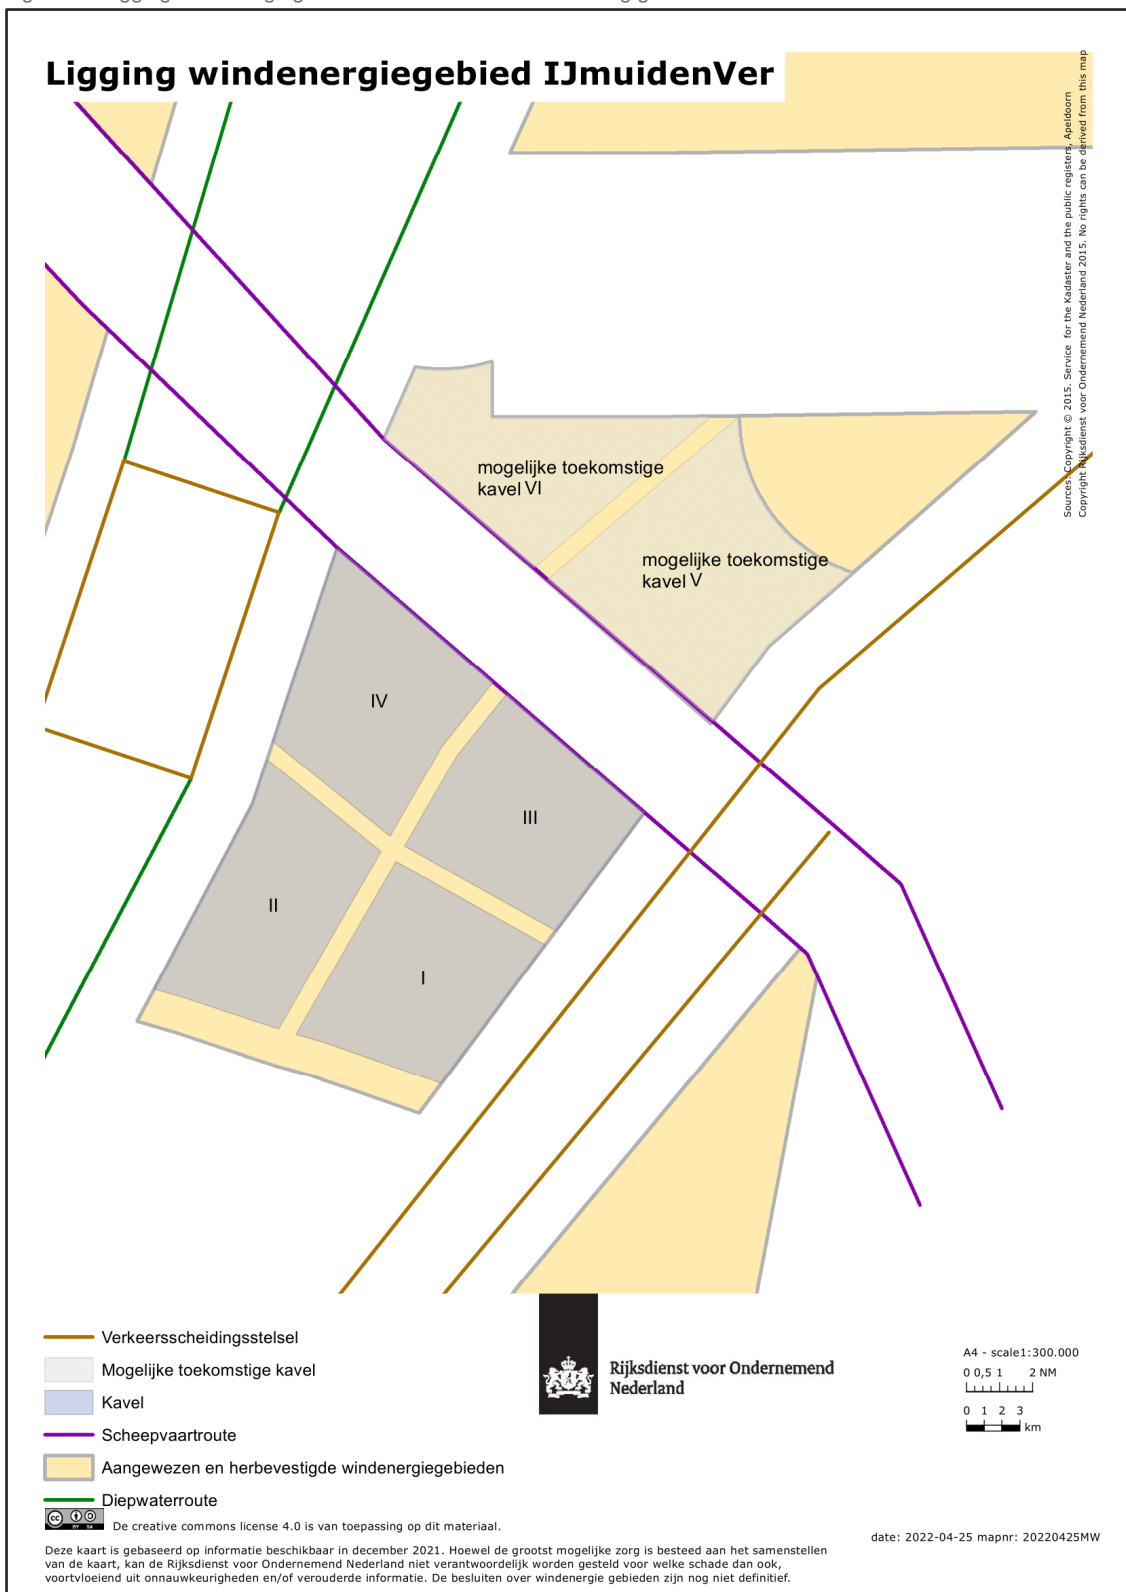 Ligging windenergiegebied IJmuidenVer
Sources: Copyright © 2015. Service for the Kadaster and the public registers, Apeldoorn
Copyright Rijksdienst voor Ondernemend Nederland 2015. No rights can be derived from this map
mogelijke toekomstige
kavel VI
mogelijke toekomstige
kavel V
IV
III
II
I
Verkeersscheidingsstelsel
Mogelijke toekomstige kavel
Kavel
Scheepvaartroute
Aangewezen en herbevestigde windenergiegebieden
Diepwaterroute
Rijksdienst voor Ondernemend
Nederland
A4 - scale1:300.000
0 0,5 1 2 NM
0 1 2 3
km
cc BY SA
De creative commons license 4.0 is van toepassing op dit materiaal.
date: 2022-04-25 mapnr: 20220425MW
Deze kaart is gebaseerd op informatie beschikbaar in december 2021. Hoewel de grootst mogelijke zorg is besteed aan het samenstellen
van de kaart, kan de Rijksdienst voor Ondernemend Nederland niet verantwoordelijk worden gesteld voor welke schade dan ook,
voortvloeiend uit onnauwkeurigheden en/of verouderde informatie. De besluiten over windenergie gebieden zijn nog niet definitief.